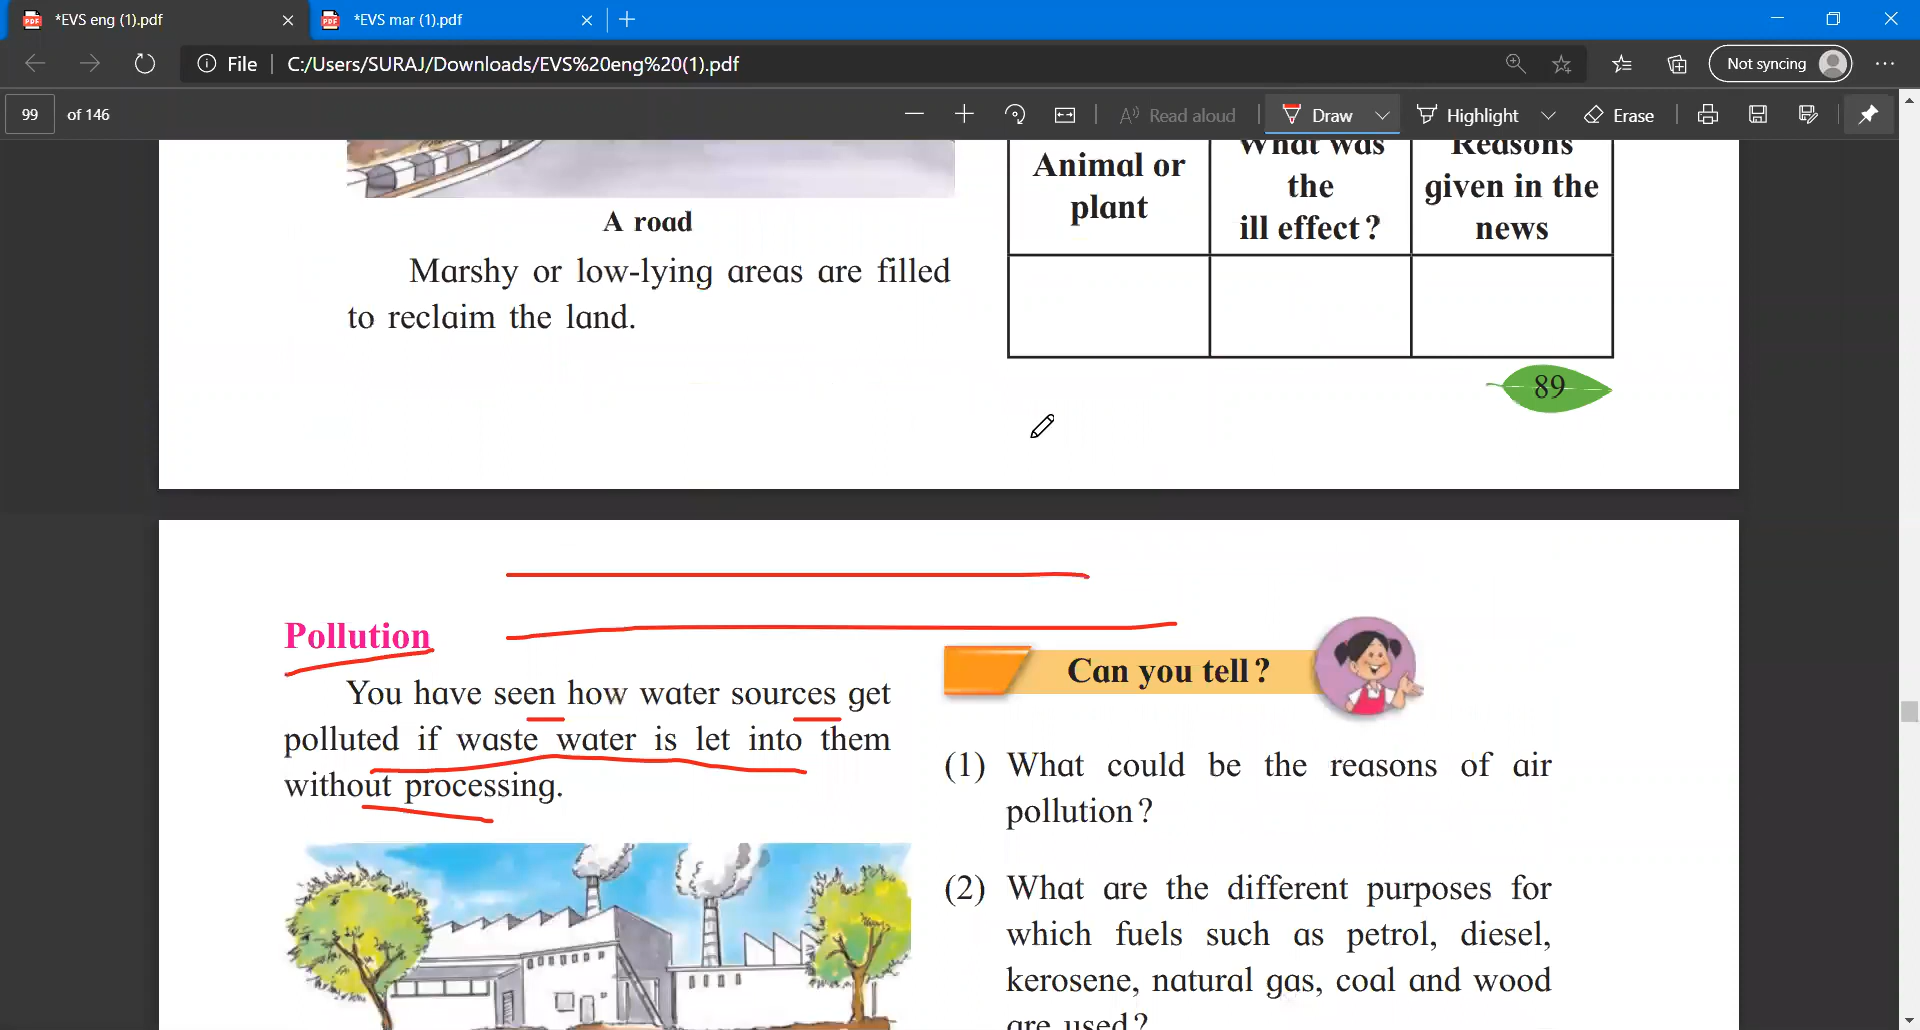 *EVS eng (1).pdf
*EVS mar (1).pdf
File
C:/Users/SURAJ/Downloads/EVS%20eng%20(1).pdf
Not syncing
99 of 146
Read aloud
Draw
Highlight
Erase
A road
Marshy or low-lying areas are filled
to reclaim the land.
Animal or
plant
What was
the
ill effect?
Reasons
given in the
news
89
Pollution
You have seen how water sources get
polluted if waste water is let into them
without processing.
Can you tell?
(1) What could be the reasons of air
pollution?
(2) What are the different purposes for
which fuels such as petrol, diesel,
kerosene, natural gas, coal and wood
are used?